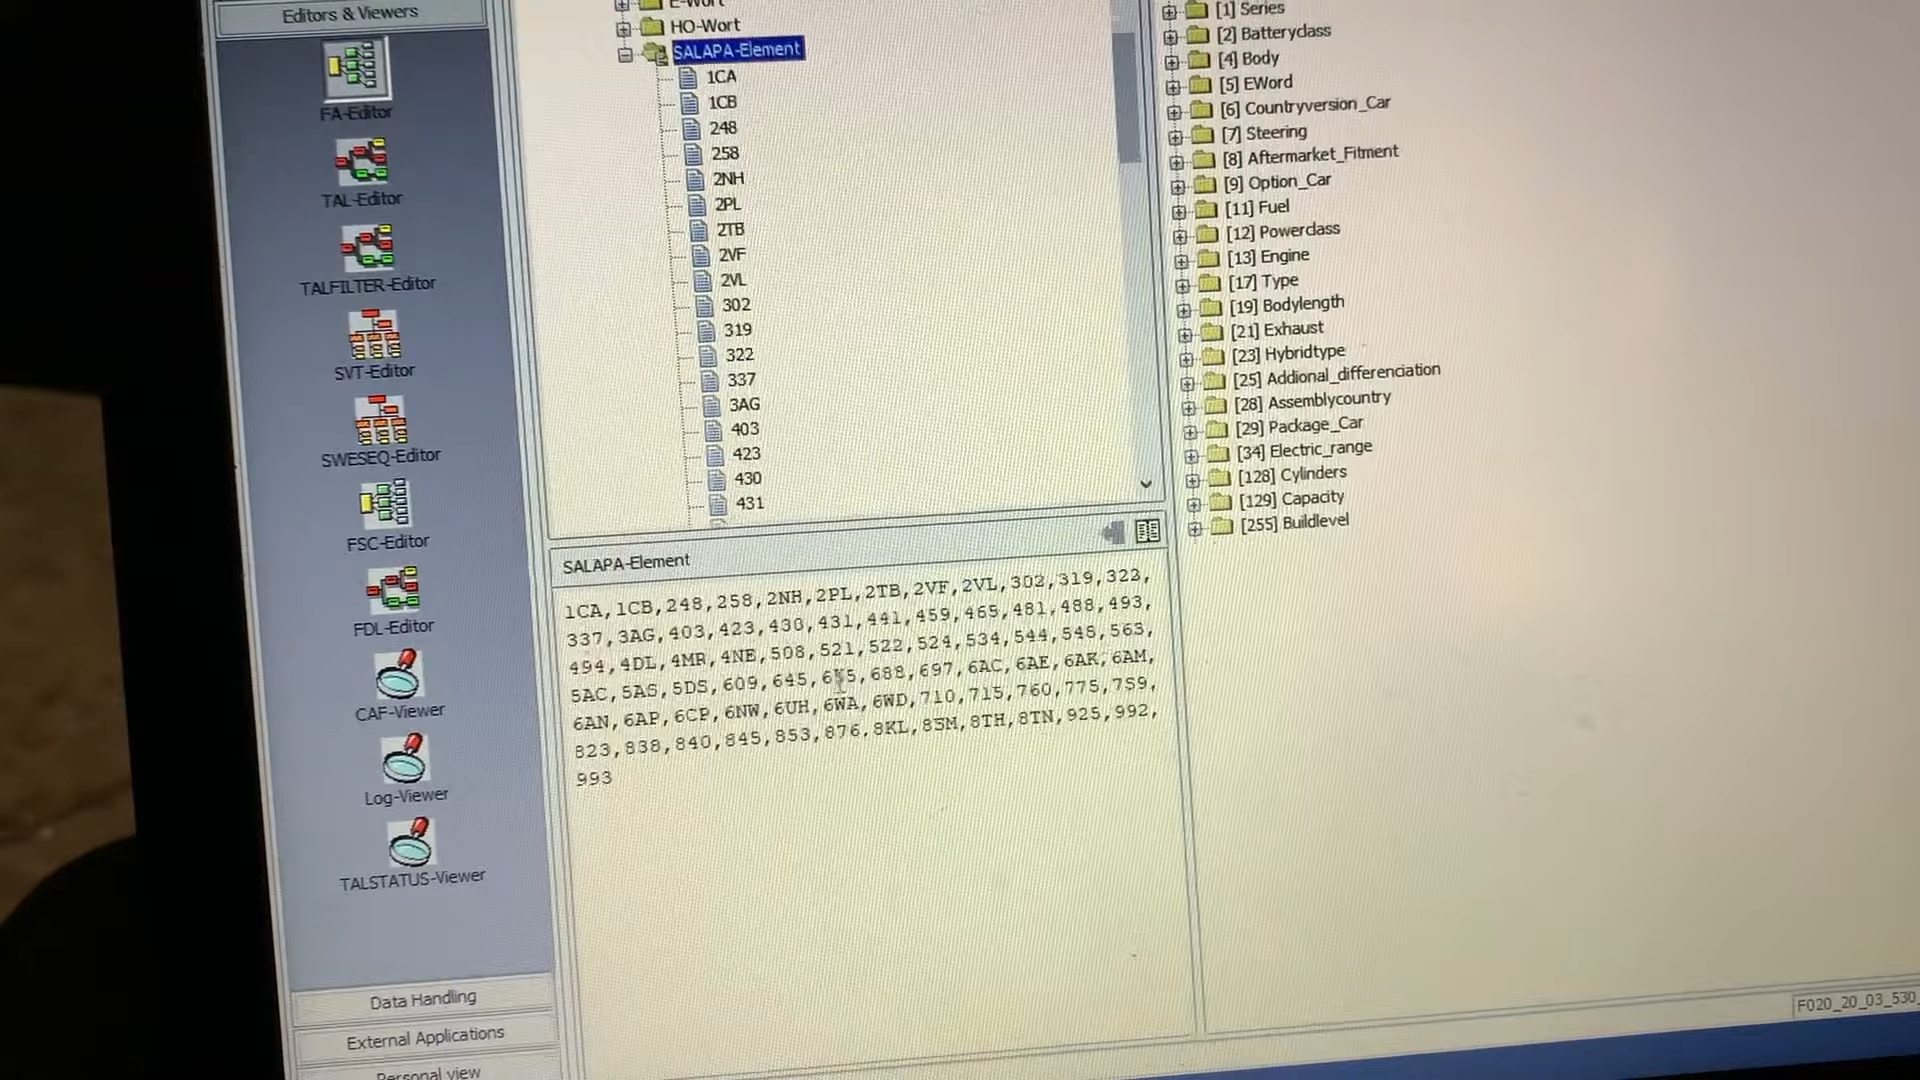 Editors & Viewers
FA-Editor
TAL-Editor
TALFILTER-Editor
SVT-Editor
SWESEQ-Editor
FSC-Editor
FDL-Editor
CAF-Viewer
Log-Viewer
TALSTATUS-Viewer
Data Handling
External Applications
Personal view
E-Wort
HO-Wort
SALAPA-Element
1CA
1CB
248
258
2NH
2PL
2TB
2VF
2VL
302
319
322
337
3AG
403
423
430
431
SALAPA-Element
1CA,1CB,248,258,2NH,2PL,2TB,2VF,2VL,302,319,322,
337,3AG,403,423,430,431,441,459,465,481,488,493,
494,4DL,4MR,4NE,508,521,522,524,534,544,548,563,
5AC,5AS,5DS,609,645,655,688,697,6AC,6AE,6AK,6AM,
6AN,6AP,6CP,6NW,6UH,6WA,6WD,710,715,760,775,7S9,
823,838,840,845,853,876,8KL,8SM,8TH,8TN,925,992,
993
[1] Series
[2] Batteryclass
[4] Body
[5] EWord
[6] Countryversion_Car
[7] Steering
[8] Aftermarket_Fitment
[9] Option_Car
[11] Fuel
[12] Powerclass
[13] Engine
[17] Type
[19] Bodylength
[21] Exhaust
[23] Hybridtype
[25] Addional_differenciation
[28] Assemblycountry
[29] Package_Car
[34] Electric_range
[128] Cylinders
[129] Capacity
[255] Buildlevel
F020_20_03_530_